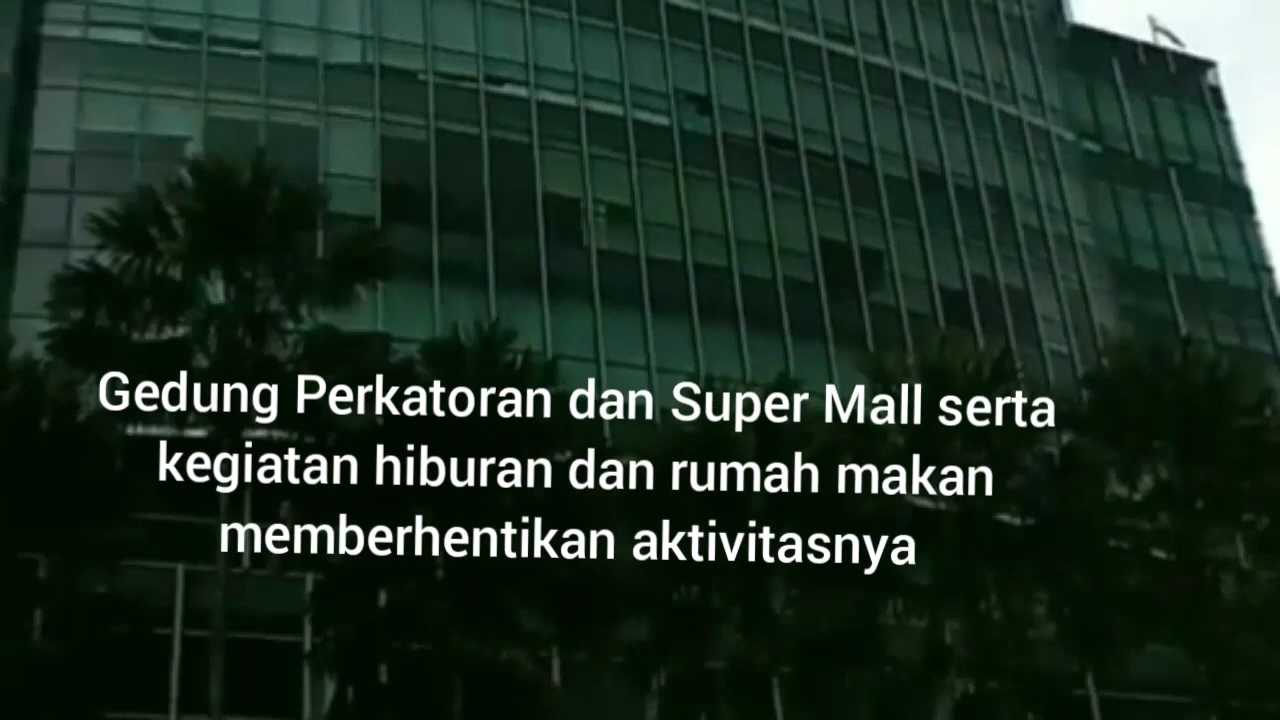 Gedung Perkatoran dan Super Mall serta
kegiatan hiburan dan rumah makan
memberhentikan aktivitasnya